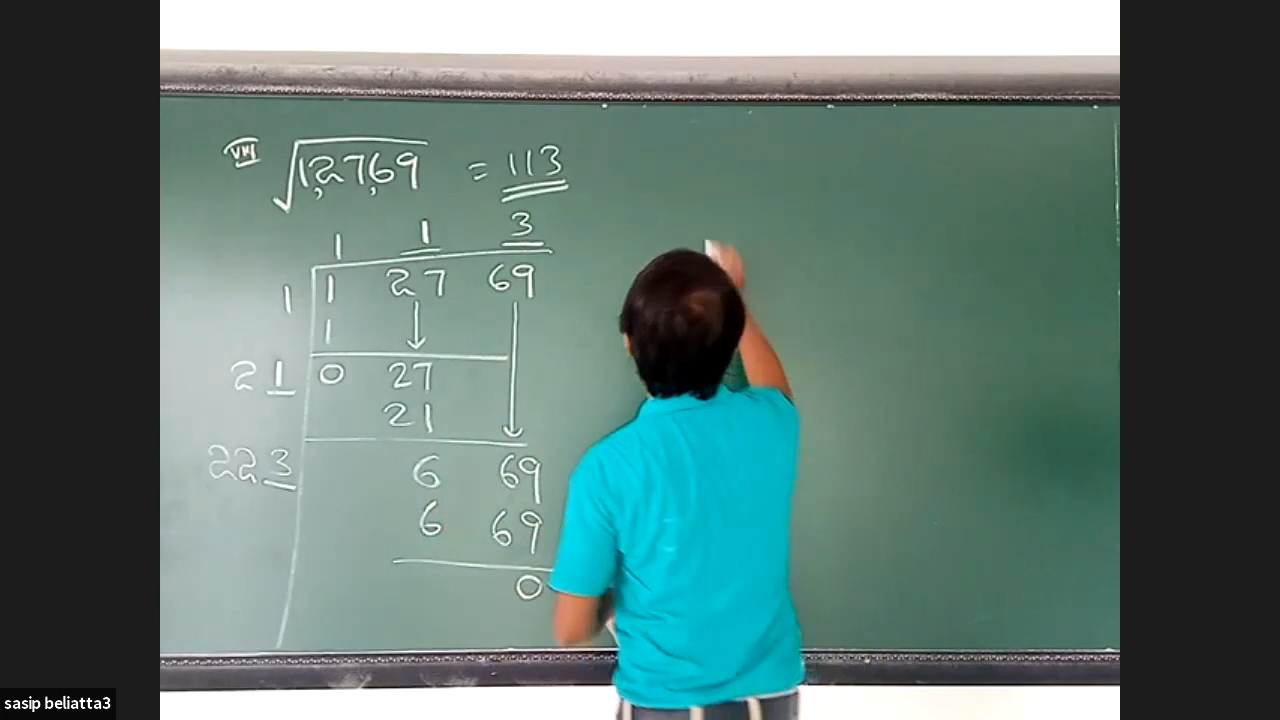 VIII √12,27,69 = 113
1 1 3
1 1 27 69
1
21 0 27
21
223 6 69
6 69
0
sasip beliatta3